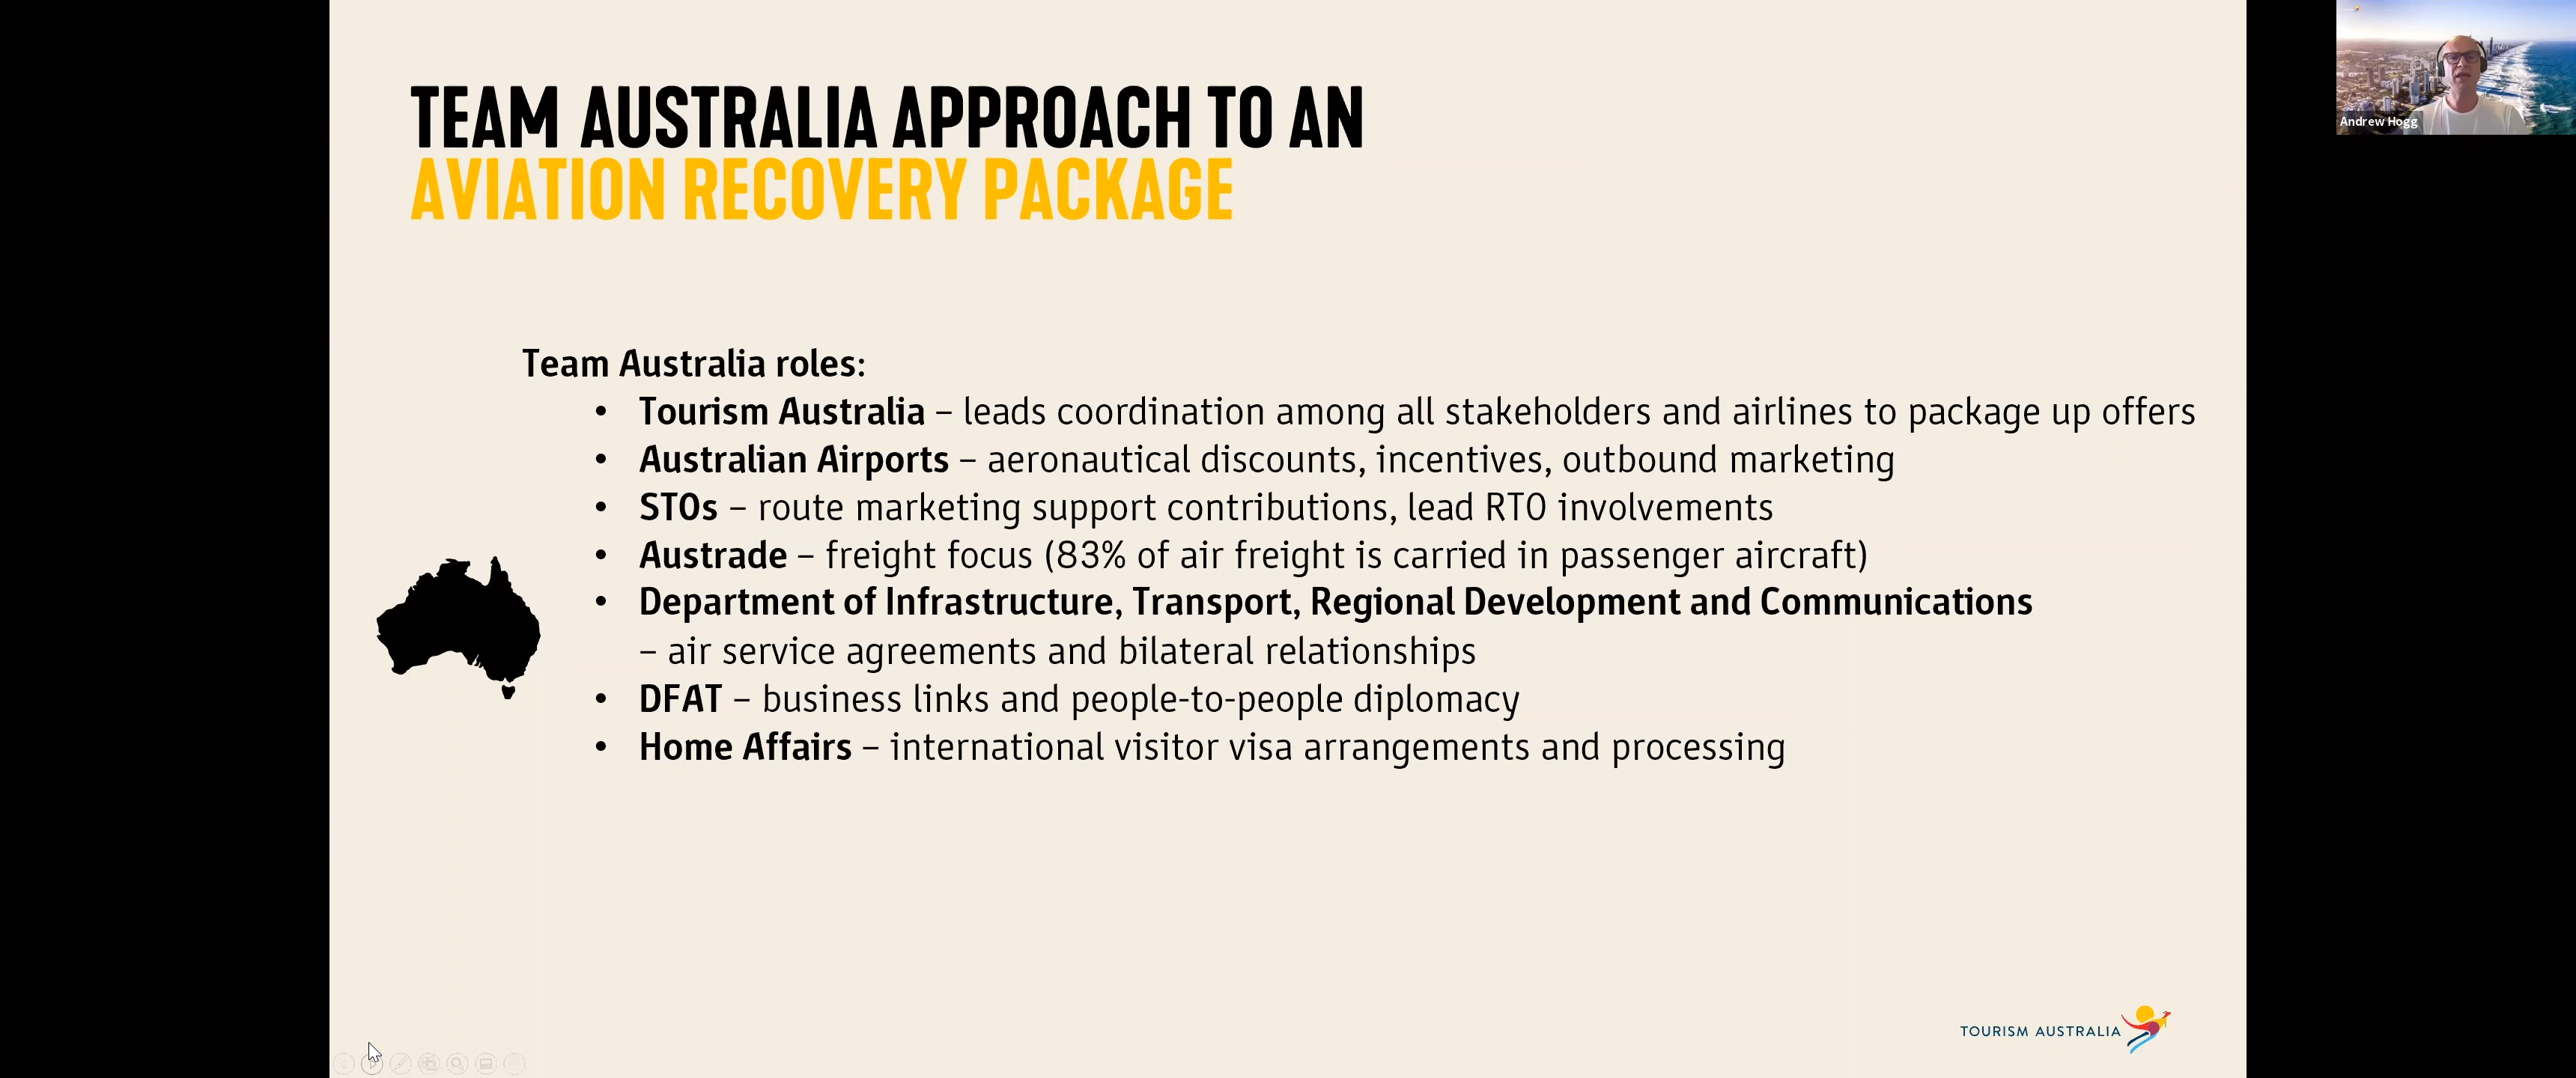 TEAM AUSTRALIA APPROACH TO AN
AVIATION RECOVERY PACKAGE
Andrew Hogg
Team Australia roles:
• Tourism Australia – leads coordination among all stakeholders and airlines to package up offers
• Australian Airports – aeronautical discounts, incentives, outbound marketing
• STOs – route marketing support contributions, lead RTO involvements
• Austrade – freight focus (83% of air freight is carried in passenger aircraft)
• Department of Infrastructure, Transport, Regional Development and Communications
– air service agreements and bilateral relationships
• DFAT – business links and people-to-people diplomacy
• Home Affairs – international visitor visa arrangements and processing
TOURISM AUSTRALIA